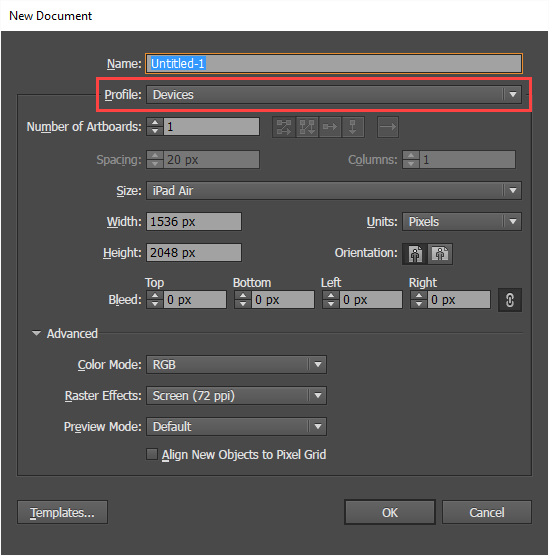 New Document
Name: Untitled-1
Profile: Devices
Number of Artboards: 1
Spacing: 20 px Columns: 1
Size: iPad Air
Width: 1536 px Units: Pixels
Height: 2048 px Orientation:
Top Bottom Left Right
Bleed: 0 px 0 px 0 px 0 px
Advanced
Color Mode: RGB
Raster Effects: Screen (72 ppi)
Preview Mode: Default
Align New Objects to Pixel Grid
Templates... OK Cancel